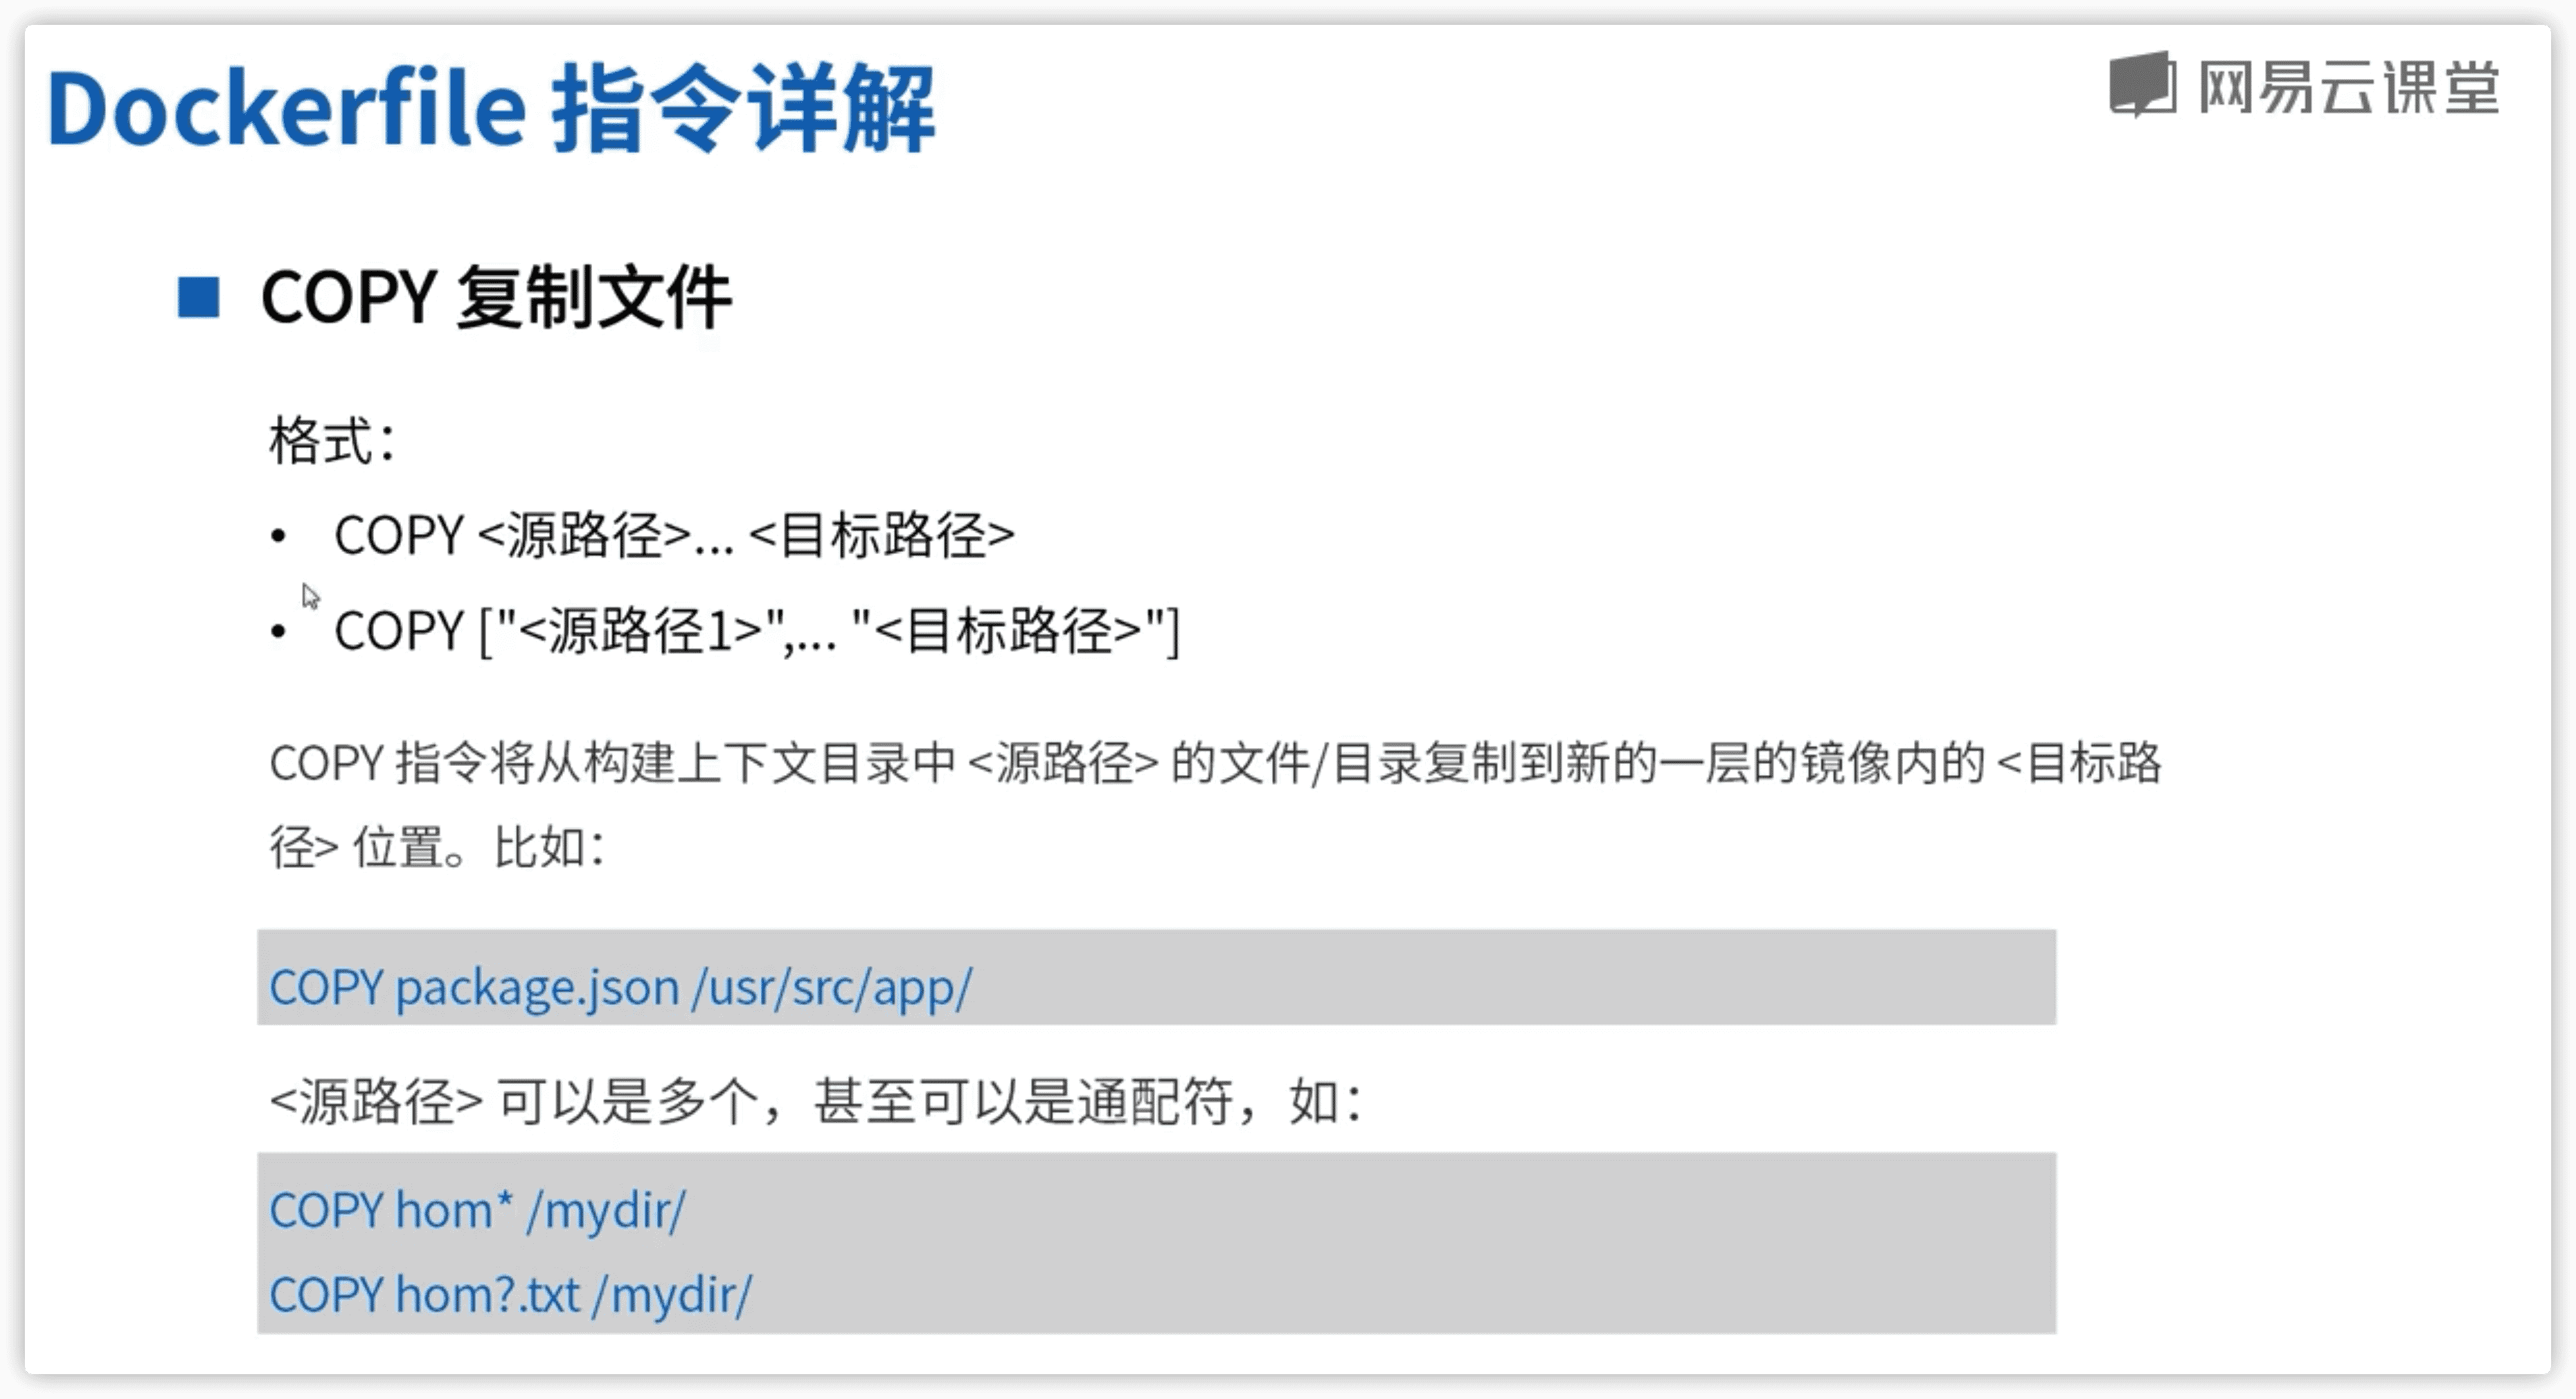 Dockerfile 指令详解
网易云课堂
COPY 复制文件
格式：
• COPY <源路径>... <目标路径>
• COPY ["<源路径1>",... "<目标路径>"]
COPY 指令将从构建上下文目录中 <源路径> 的文件/目录复制到新的一层的镜像内的 <目标路
径> 位置。比如：
COPY package.json /usr/src/app/
<源路径> 可以是多个，甚至可以是通配符，如：
COPY hom* /mydir/
COPY hom?.txt /mydir/